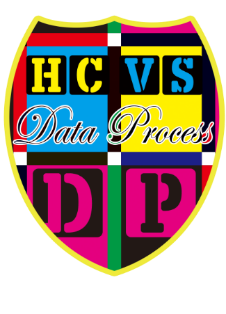 HCVS
Data Process
DP